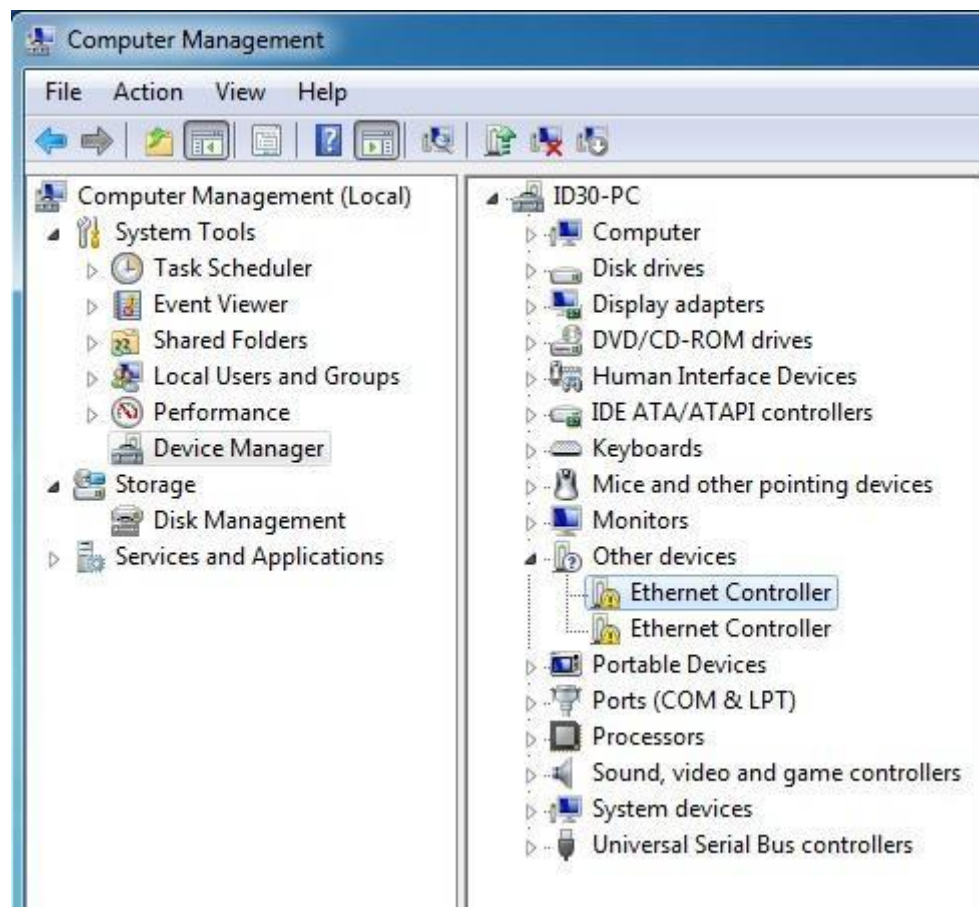 Computer Management
File Action View Help
Computer Management (Local)
System Tools
Task Scheduler
Event Viewer
Shared Folders
Local Users and Groups
Performance
Device Manager
Storage
Disk Management
Services and Applications
ID30-PC
Computer
Disk drives
Display adapters
DVD/CD-ROM drives
Human Interface Devices
IDE ATA/ATAPI controllers
Keyboards
Mice and other pointing devices
Monitors
Other devices
Ethernet Controller
Ethernet Controller
Portable Devices
Ports (COM & LPT)
Processors
Sound, video and game controllers
System devices
Universal Serial Bus controllers